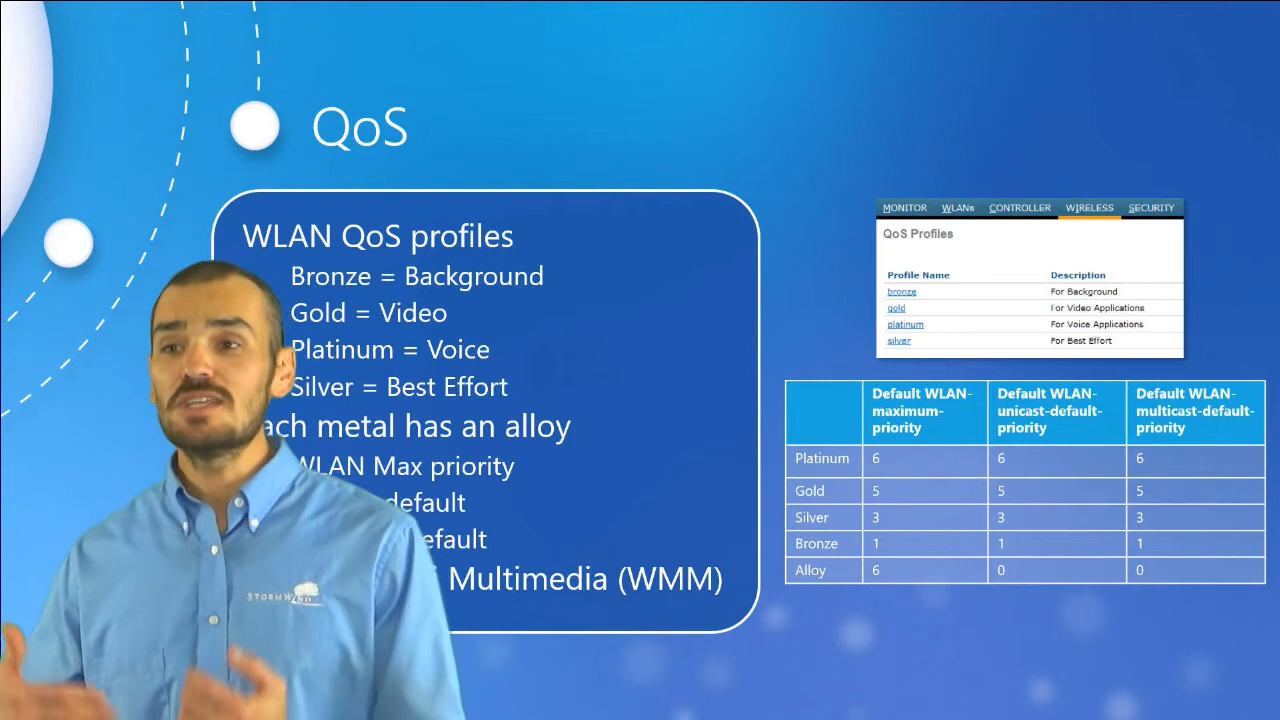 QoS
WLAN QoS profiles
Bronze = Background
Gold = Video
Platinum = Voice
Silver = Best Effort
ach metal has an alloy
WLAN Max priority
default
efault
Multimedia (WMM)
MONITOR WLANs CONTROLLER WIRELESS SECURITY
QoS Profiles
Profile Name Description
bronze For Background
gold For Video Applications
platinum For Voice Applications
silver For Best Effort
Default WLAN-maximum-priority Default WLAN-unicast-default-priority Default WLAN-multicast-default-priority
Platinum 6 6 6
Gold 5 5 5
Silver 3 3 3
Bronze 1 1 1
Alloy 6 0 0